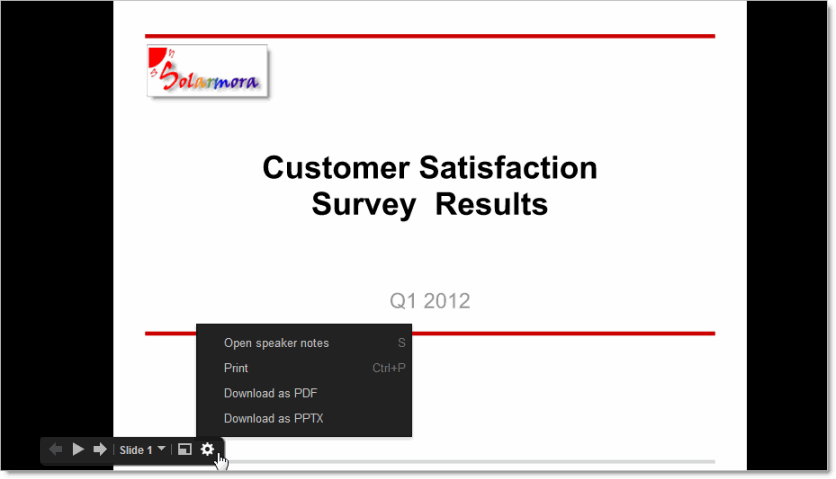 Solarmora
Customer Satisfaction
Survey Results
Q1 2012
Open speaker notes S
Print Ctrl+P
Download as PDF
Download as PPTX
Slide 1